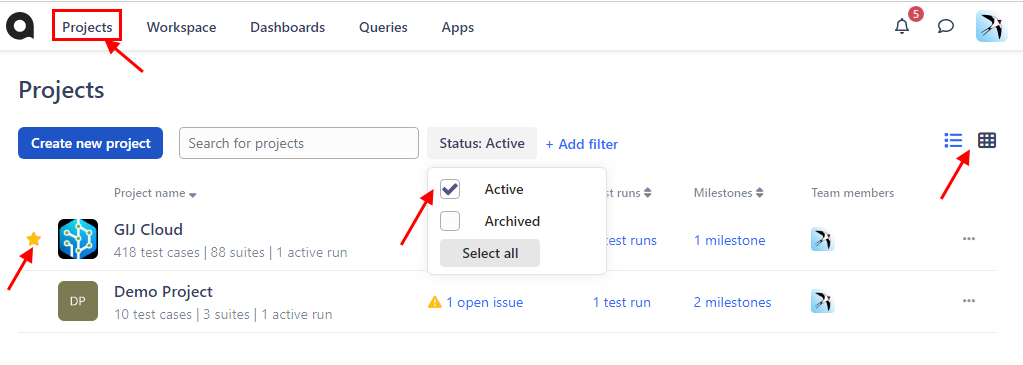 Projects Workspace Dashboards Queries Apps 5
Projects
Create new project Search for projects Status: Active + Add filter
Project name t runs Milestones Team members
Active
Archived
Select all
GIJ Cloud
418 test cases | 88 suites | 1 active run test runs 1 milestone
DP Demo Project
10 test cases | 3 suites | 1 active run 1 open issue 1 test run 2 milestones